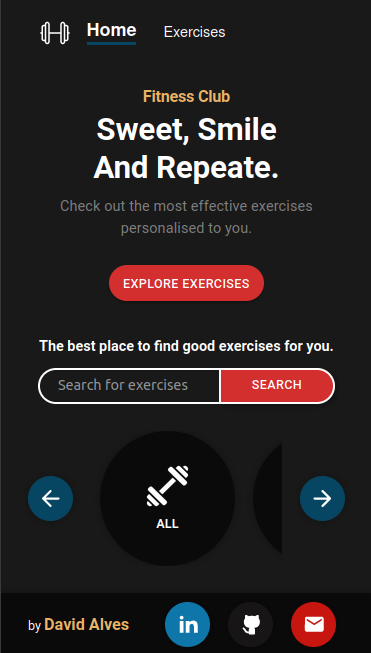 Home Exercises
Fitness Club
Sweet, Smile
And Repeate.
Check out the most effective exercises
personalised to you.
EXPLORE EXERCISES
The best place to find good exercises for you.
Search for exercises SEARCH
ALL
by David Alves in